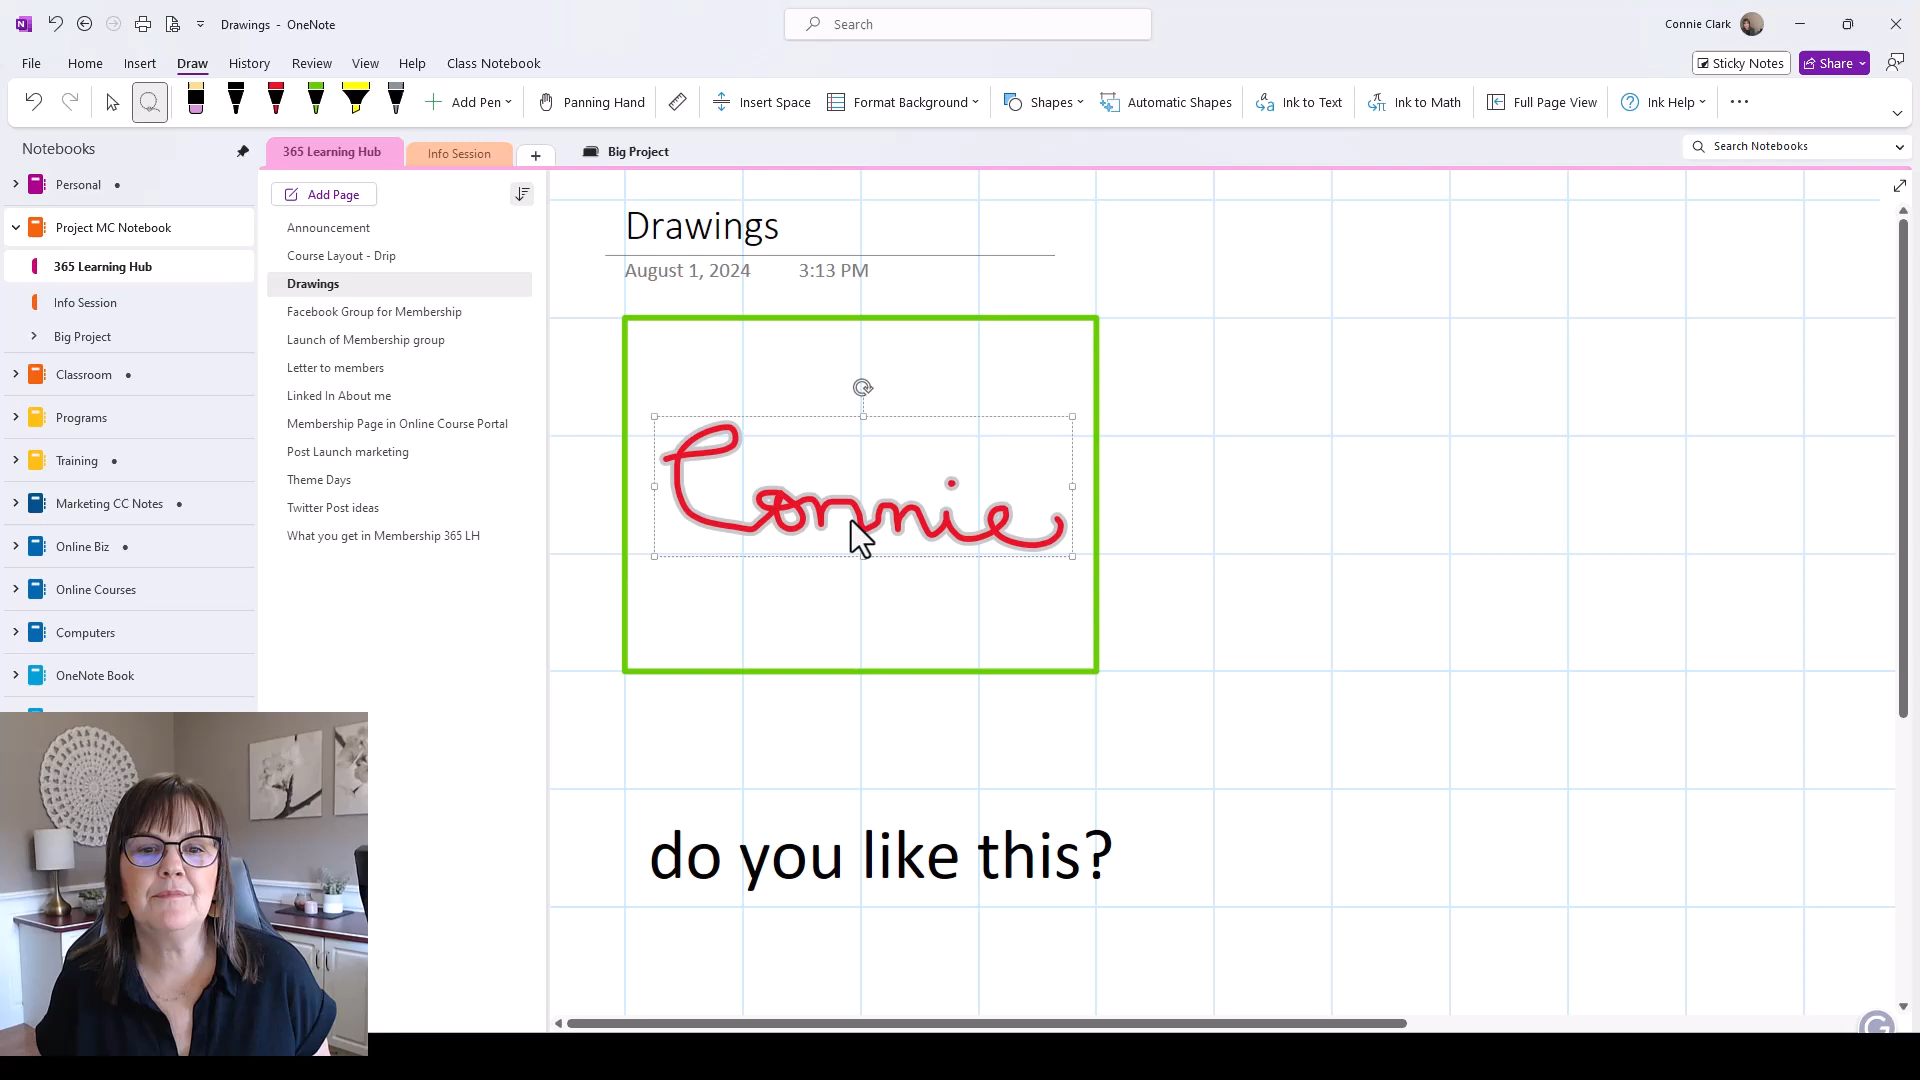 Drawings - OneNote
Search
Connie Clark
File Home Insert Draw History Review View Help Class Notebook
Sticky Notes
Share
Add Pen
Panning Hand
Insert Space
Format Background
Shapes
Automatic Shapes
Ink to Text
Ink to Math
Full Page View
Ink Help
Notebooks
365 Learning Hub
Info Session
Big Project
Search Notebooks
Personal
Project MC Notebook
365 Learning Hub
Info Session
Big Project
Classroom
Programs
Training
Marketing CC Notes
Online Biz
Online Courses
Computers
OneNote Book
Add Page
Announcement
Course Layout - Drip
Drawings
Facebook Group for Membership
Launch of Membership group
Letter to members
Linked In About me
Membership Page in Online Course Portal
Post Launch marketing
Theme Days
Twitter Post ideas
What you get in Membership 365 LH
Drawings
August 1, 2024 3:13 PM
Connie
do you like this?